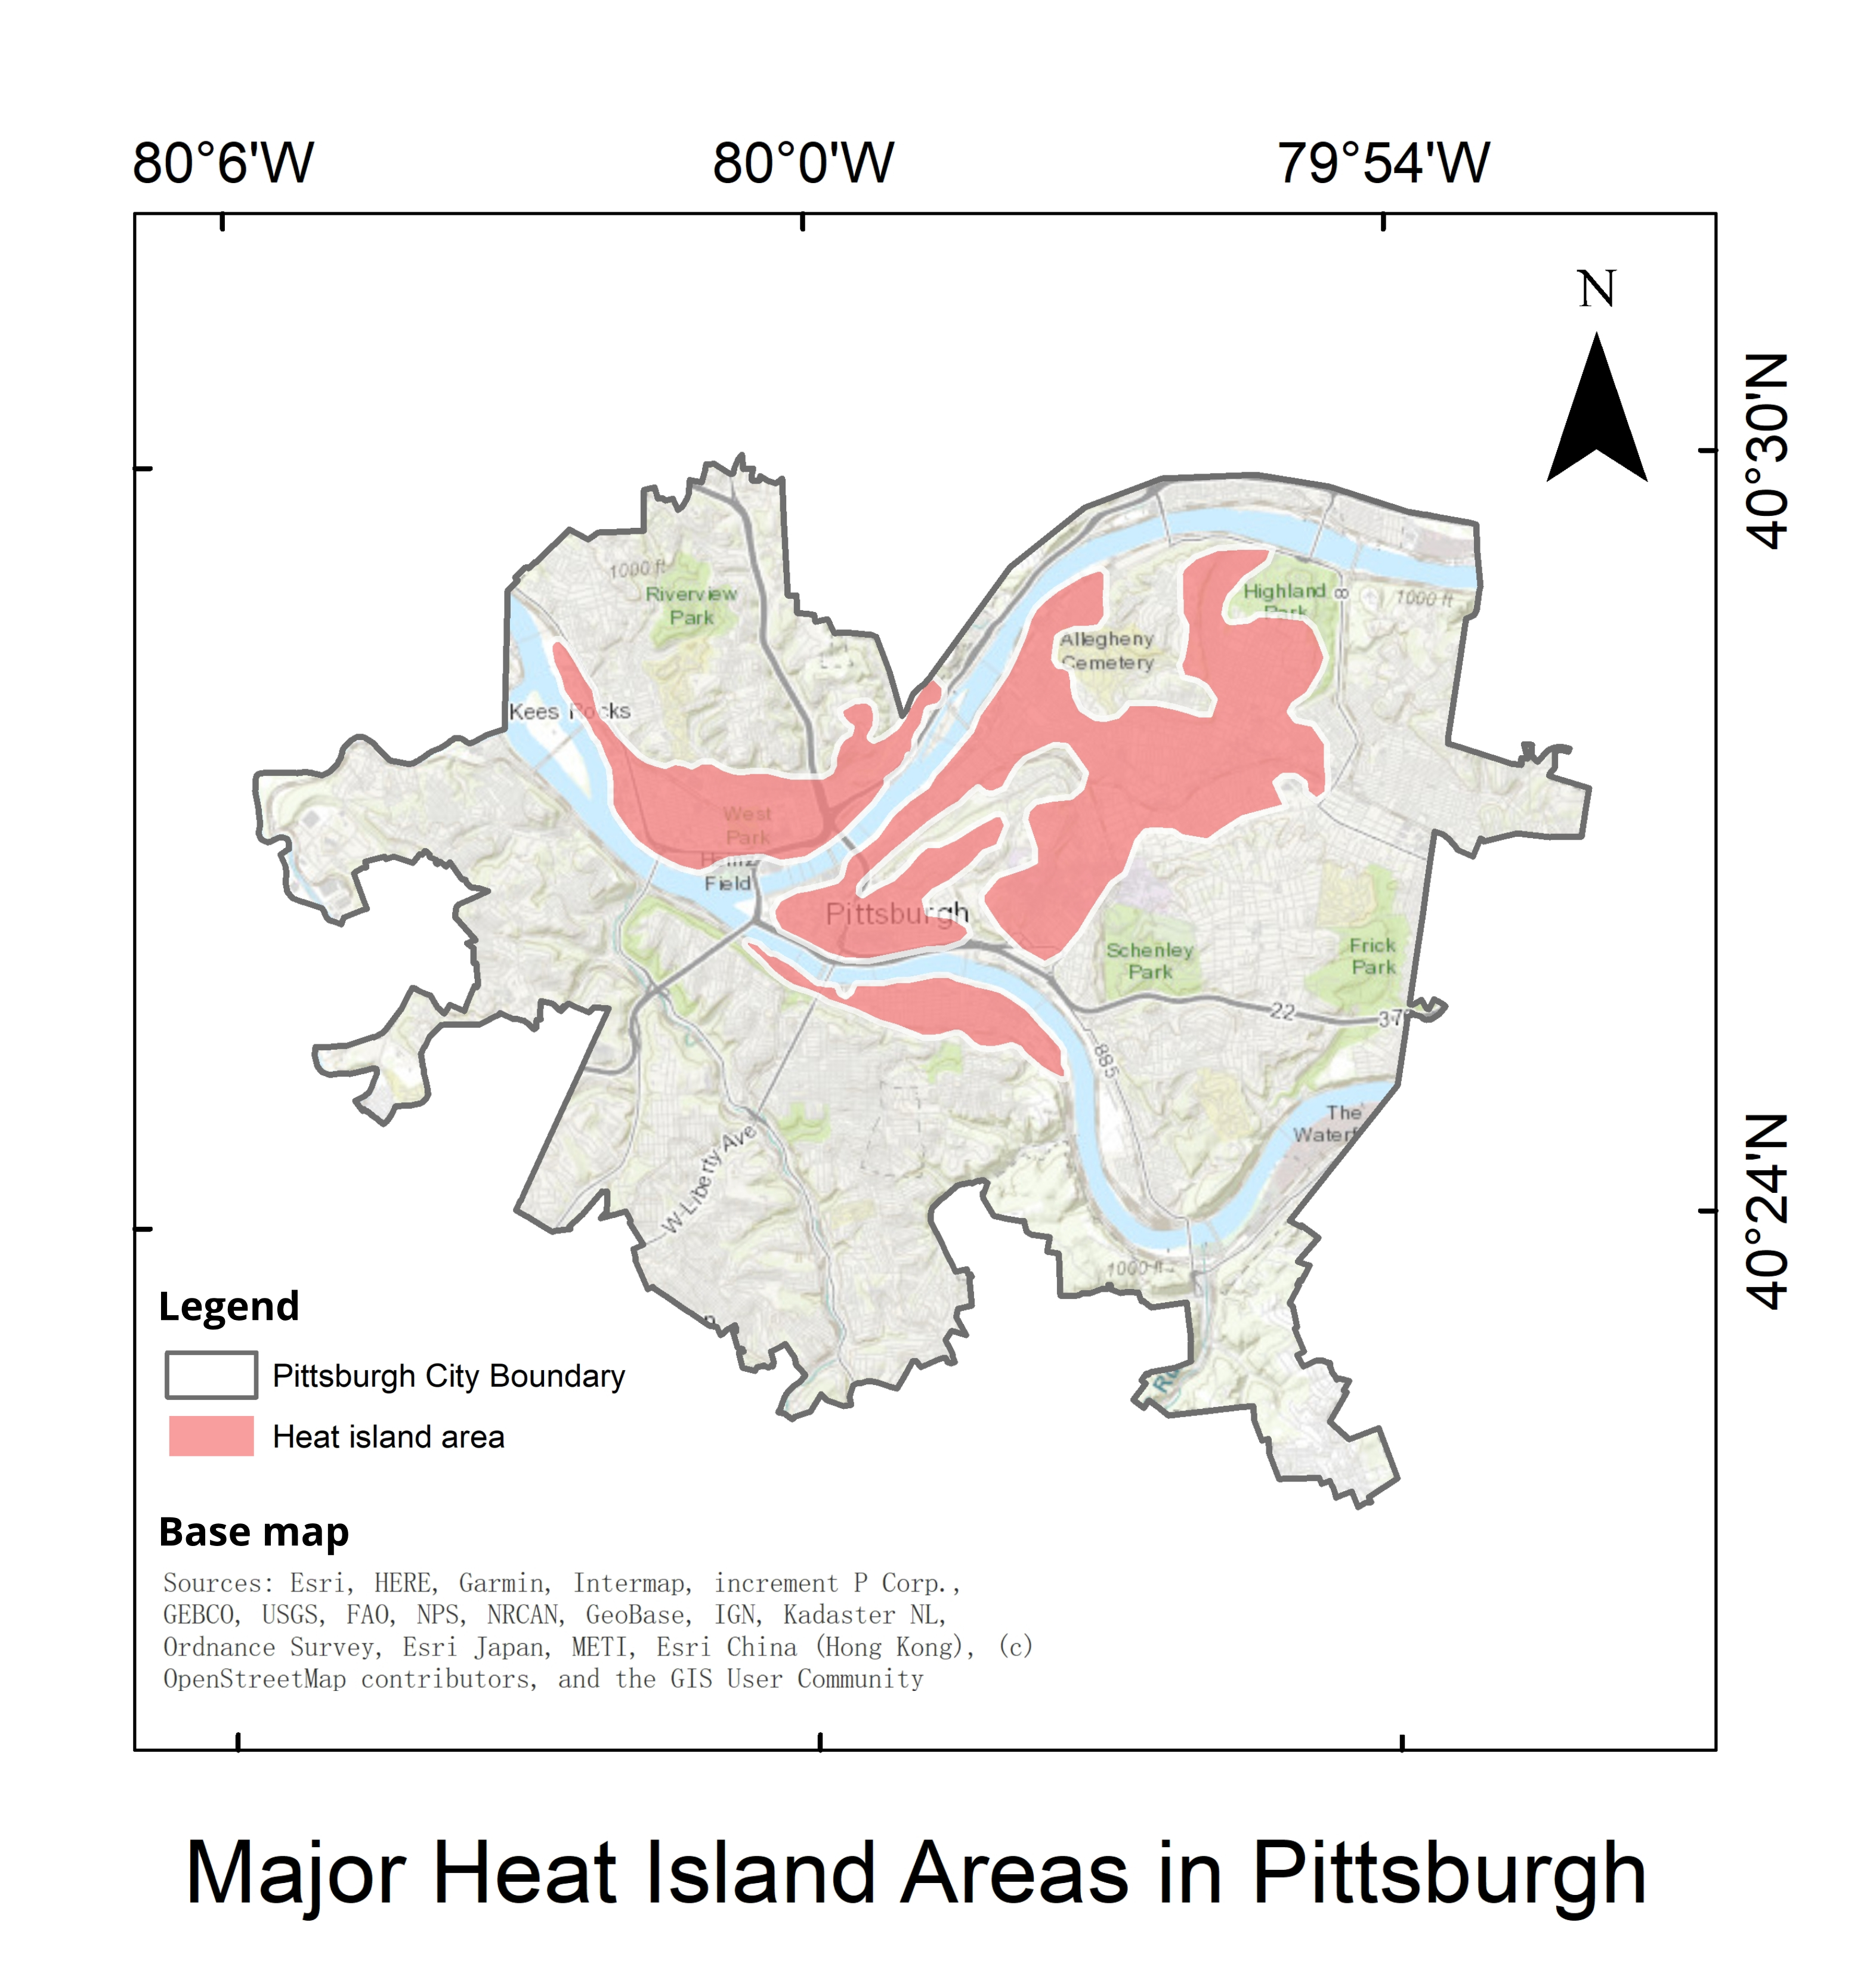 80°6'W 80°0'W 79°54'W
N
40°30'N
1000 ft
Riverview
Park
Highland
Park
8
1000 ft
Allegheny
Cemetery
Kees Rocks
West
Park
Heinz
Field
Pittsburgh
Schenley
Park
Frick
Park
22
37
885
The
Waterf
W Liberty Ave
40°24'N
1000 ft
Legend
Pittsburgh City Boundary
Heat island area
Base map
Sources: Esri, HERE, Garmin, Intermap, increment P Corp.,
GEBCO, USGS, FAO, NPS, NRCAN, GeoBase, IGN, Kadaster NL,
Ordnance Survey, Esri Japan, METI, Esri China (Hong Kong), (c)
OpenStreetMap contributors, and the GIS User Community
Major Heat Island Areas in Pittsburgh